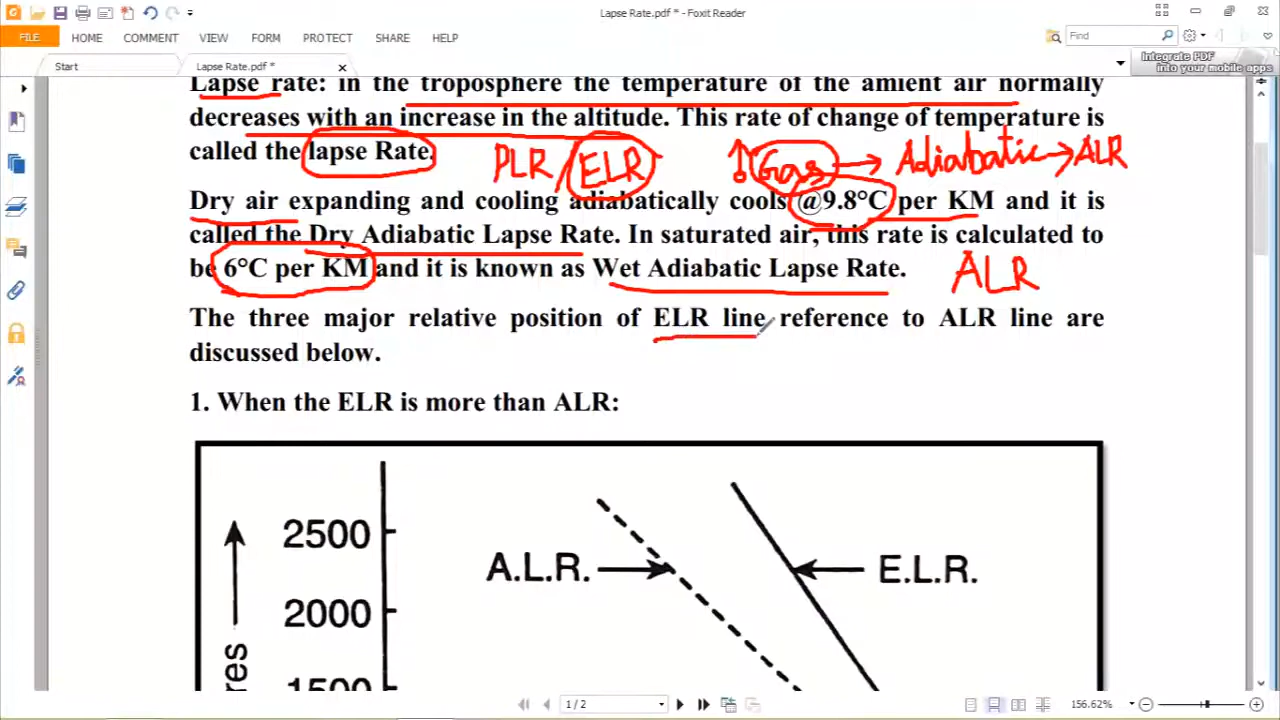 Lapse Rate.pdf * - Foxit Reader
FILE HOME COMMENT VIEW FORM PROTECT SHARE HELP
Find
Start Lapse Rate.pdf *
Integrate PDF
into your mobile apps
Lapse rate: in the troposphere the temperature of the amient air normally
decreases with an increase in the altitude. This rate of change of temperature is
called the lapse Rate.
PLR / ELR Gas → Adiabatic → ALR
Dry air expanding and cooling adiabatically cools @9.8°C per KM and it is
called the Dry Adiabatic Lapse Rate. In saturated air, this rate is calculated to
be 6°C per KM and it is known as Wet Adiabatic Lapse Rate.
ALR
The three major relative position of ELR line reference to ALR line are
discussed below.
1. When the ELR is more than ALR:
2500
A.L.R. E.L.R.
2000
1500
res
1 / 2
156.62%